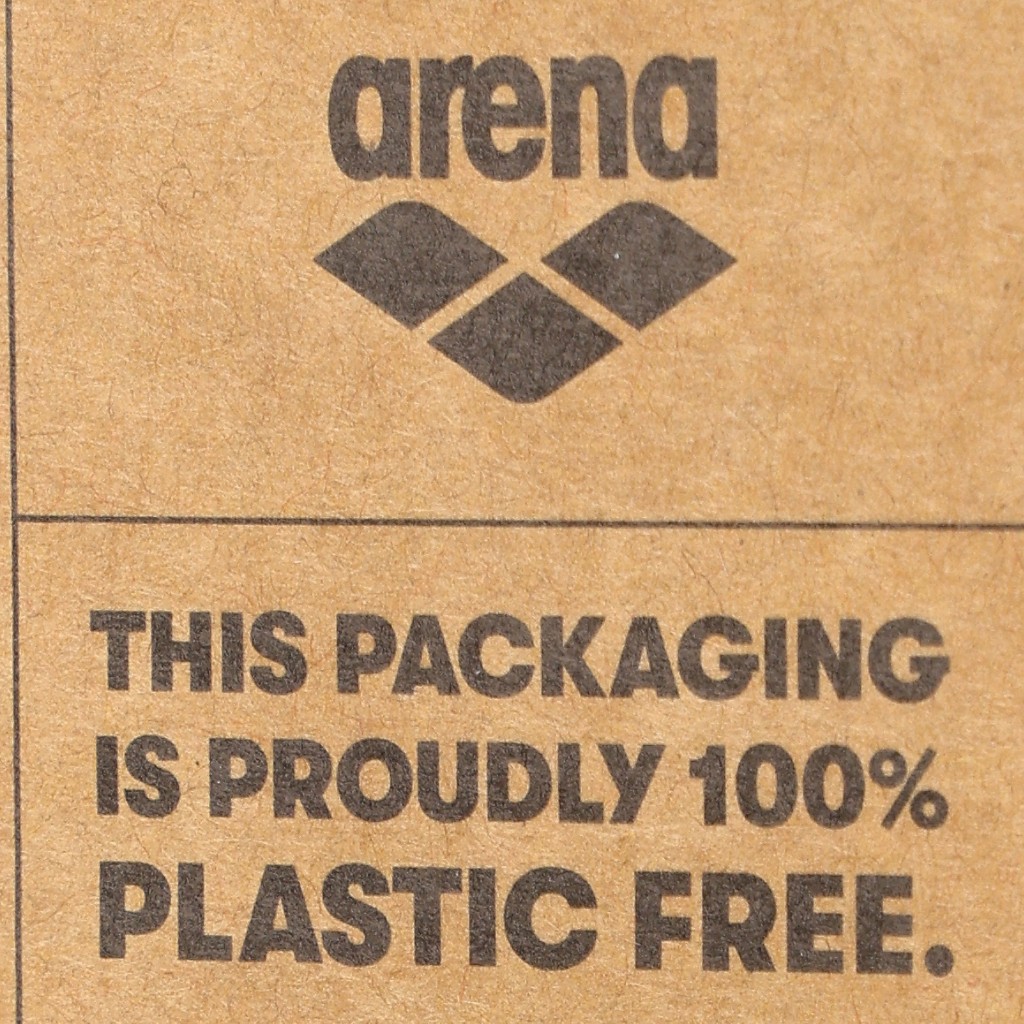 arena
THIS PACKAGING
IS PROUDLY 100%
PLASTIC FREE.